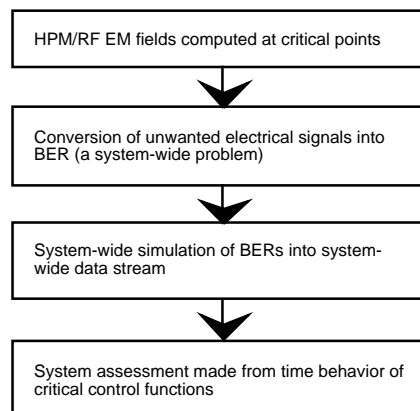 HPM/RF EM fields computed at critical points
Conversion of unwanted electrical signals into
BER (a system-wide problem)
System-wide simulation of BERs into system-
wide data stream
System assessment made from time behavior of
critical control functions